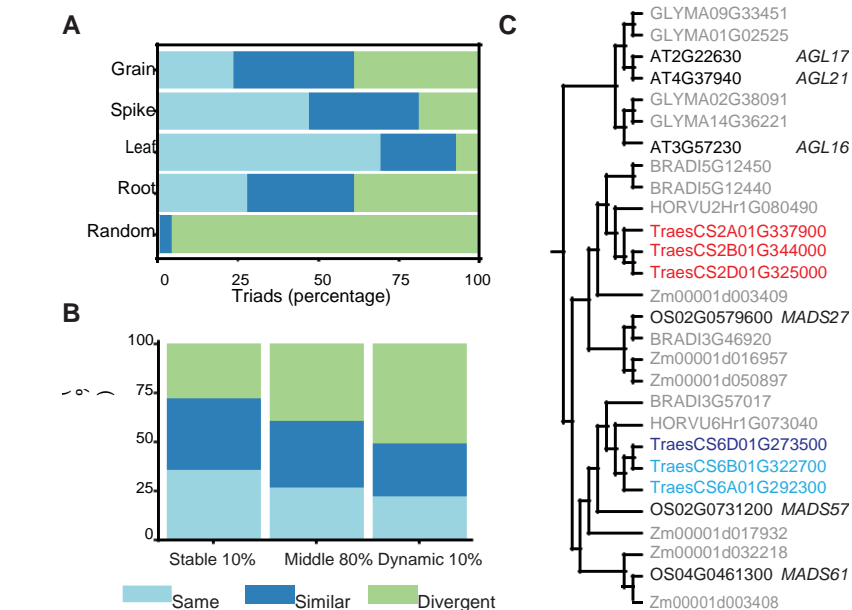 A
Grain
Spike
Leaf
Root
Random
0 25 50 75 100
Triads (percentage)
B
100
75
50
25
0
Stable 10% Middle 80% Dynamic 10%
Same Similar Divergent
C
GLYMA09G33451
GLYMA01G02525
AT2G22630 AGL17
AT4G37940 AGL21
GLYMA02G38091
GLYMA14G36221
AT3G57230 AGL16
BRADI5G12450
BRADI5G12440
HORVU2Hr1G080490
TraesCS2A01G337900
TraesCS2B01G344000
TraesCS2D01G325000
Zm00001d003409
OS02G0579600 MADS27
BRADI3G46920
Zm00001d016957
Zm00001d050897
BRADI3G57017
HORVU6Hr1G073040
TraesCS6D01G273500
TraesCS6B01G322700
TraesCS6A01G292300
OS02G0731200 MADS57
Zm00001d017932
Zm00001d032218
OS04G0461300 MADS61
Zm00001d003408